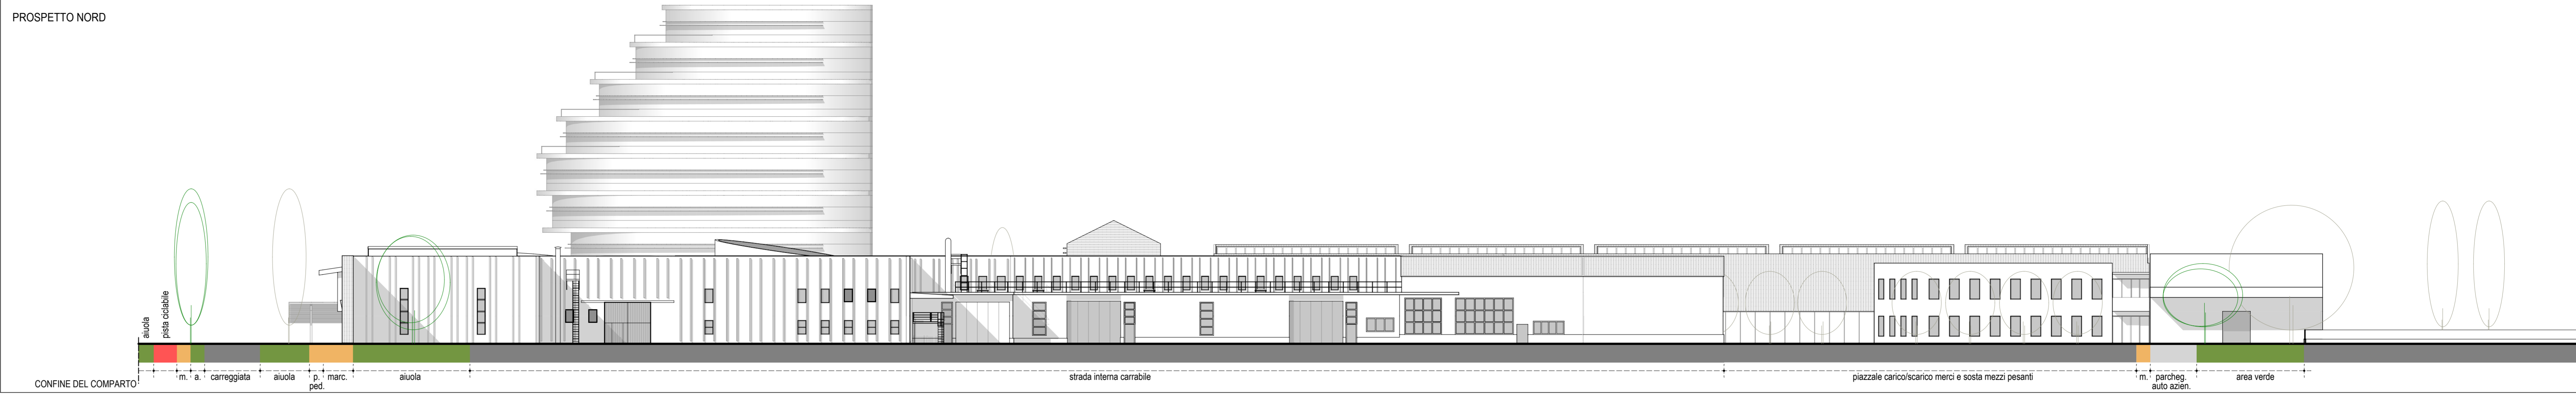 PROSPETTO NORD
aiuola
pista ciclabile
CONFINE DEL COMPARTO
m.
a.
carreggiata
aiuola
p.
ped.
marc.
aiuola
strada interna carrabile
piazzale carico/scarico merci e sosta mezzi pesanti
m.
parcheg.
auto azien.
area verde